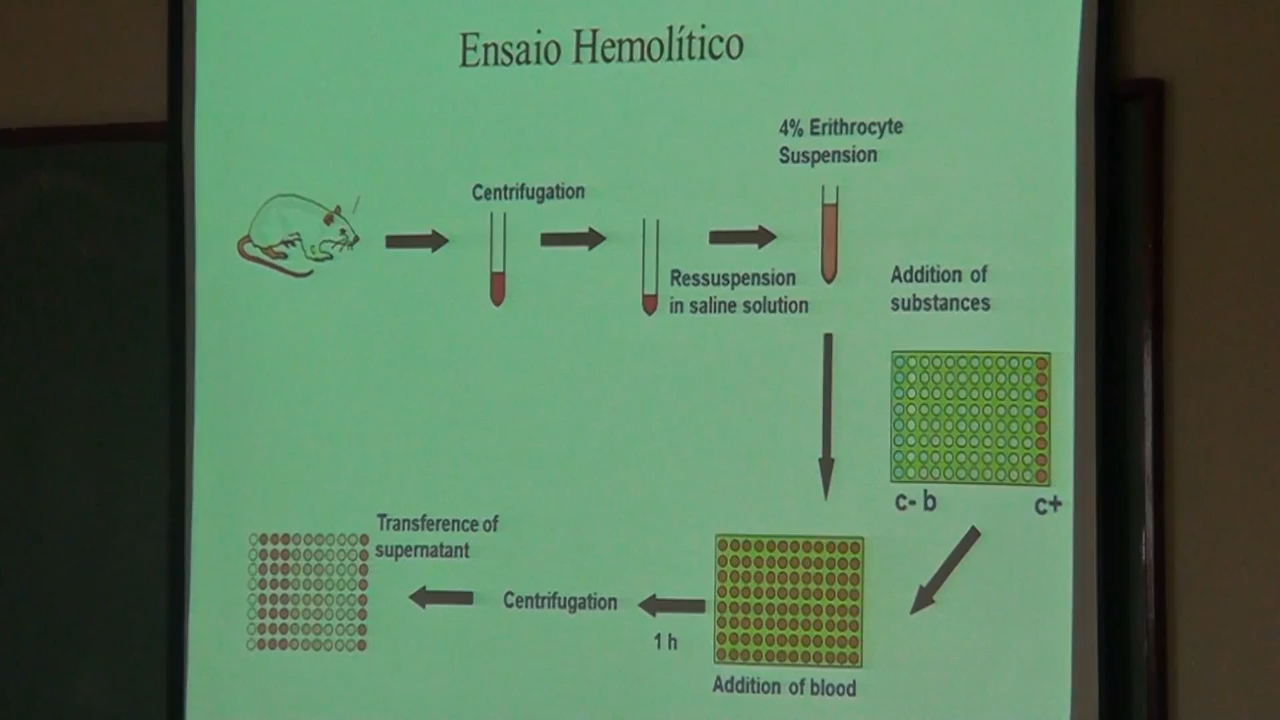 Ensaio Hemolítico
4% Erithrocyte
Suspension
Centrifugation
Ressuspension
in saline solution
Addition of
substances
c- b
c+
Transference of
supernatant
Centrifugation
1 h
Addition of blood